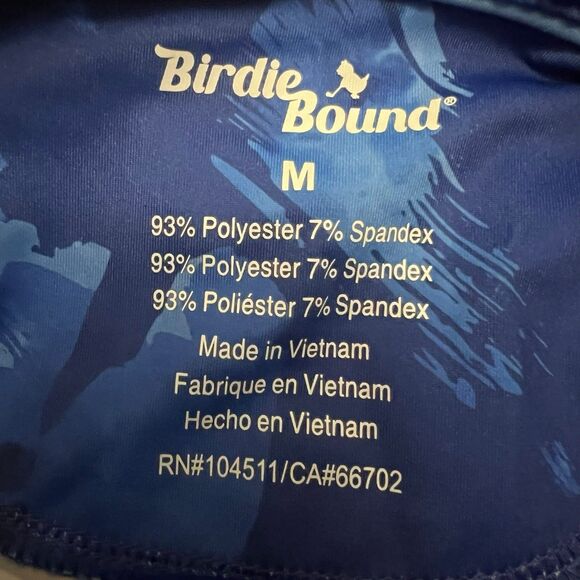 Birdie
Bound®
M
93% Polyester 7% Spandex
93% Polyester 7% Spandex
93% Poliéster 7% Spandex
Made in Vietnam
Fabrique en Vietnam
Hecho en Vietnam
RN#104511/CA#66702